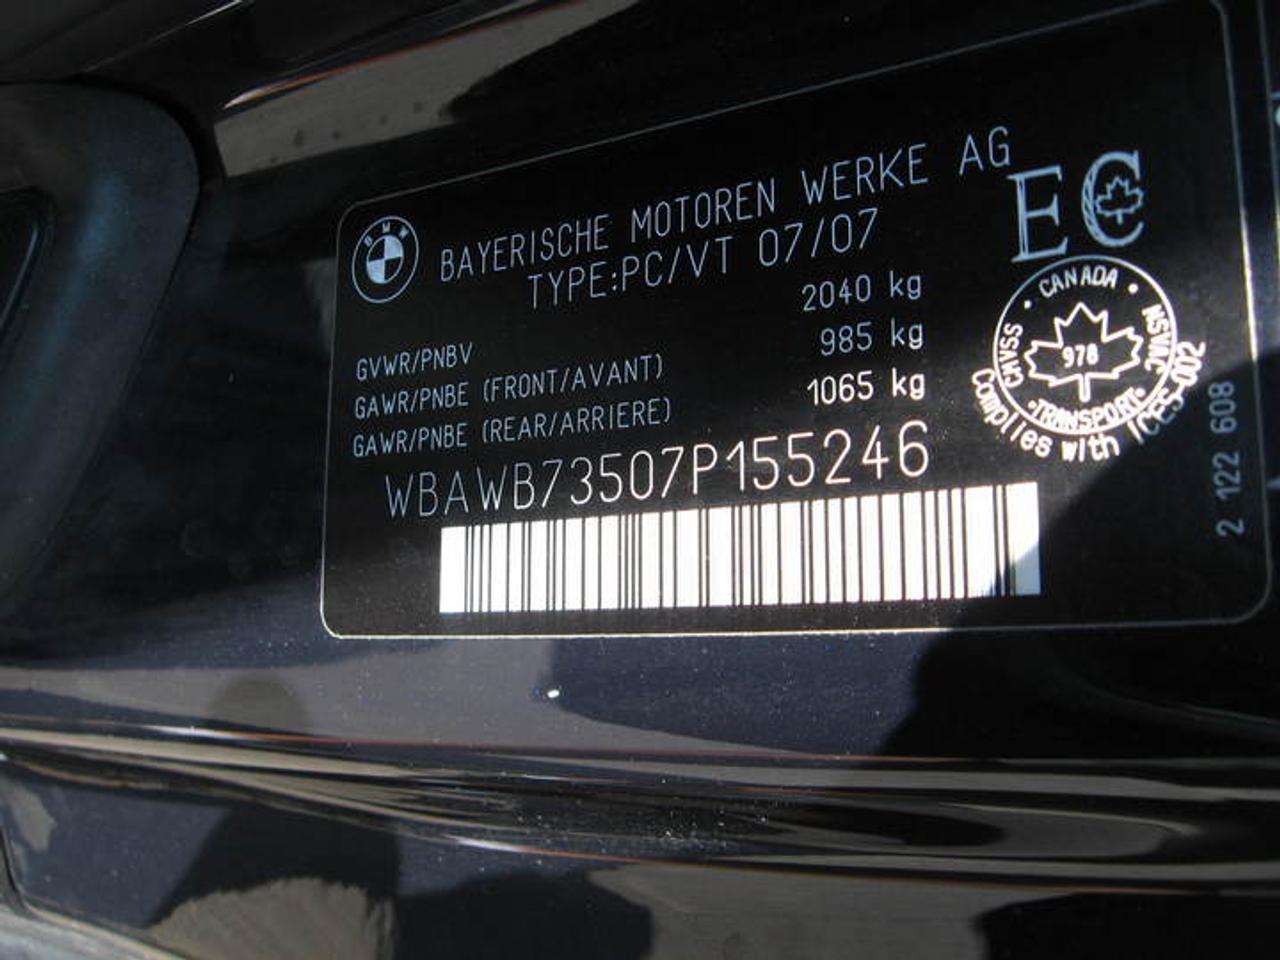 BMW
BAYERISCHE MOTOREN WERKE AG
TYPE:PC/VT 07/07
GVWR/PNBV 2040 kg
GAWR/PNBE (FRONT/AVANT) 985 kg
GAWR/PNBE (REAR/ARRIERE) 1065 kg
WBAWB73507P155246
EC
CANADA
NSVAC
CMVSS
978
TRANSPORT
Complies with ICES-002
2 122 608